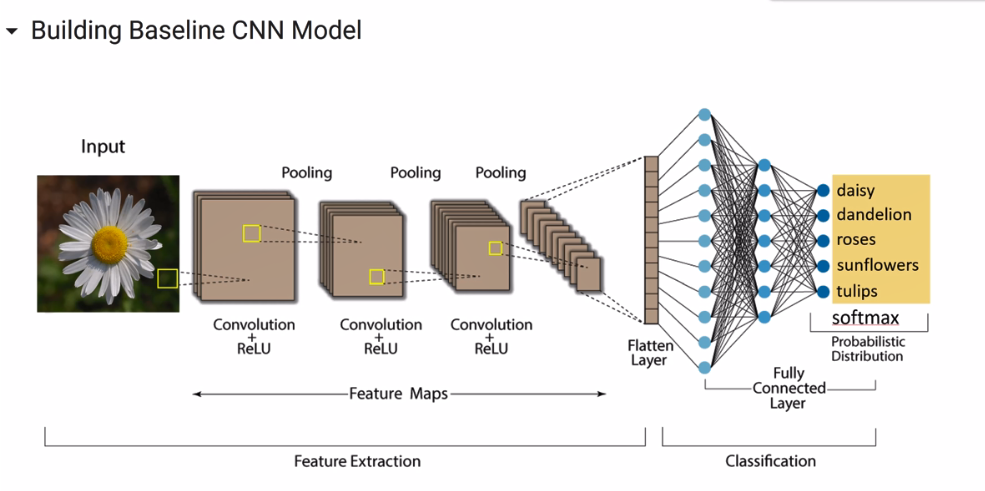 Building Baseline CNN Model
Input
Pooling
Pooling
Pooling
Convolution
+
ReLU
Convolution
+
ReLU
Convolution
+
ReLU
Feature Maps
Feature Extraction
Flatten
Layer
daisy
dandelion
roses
sunflowers
tulips
softmax
Probabilistic
Distribution
Fully
Connected
Layer
Classification